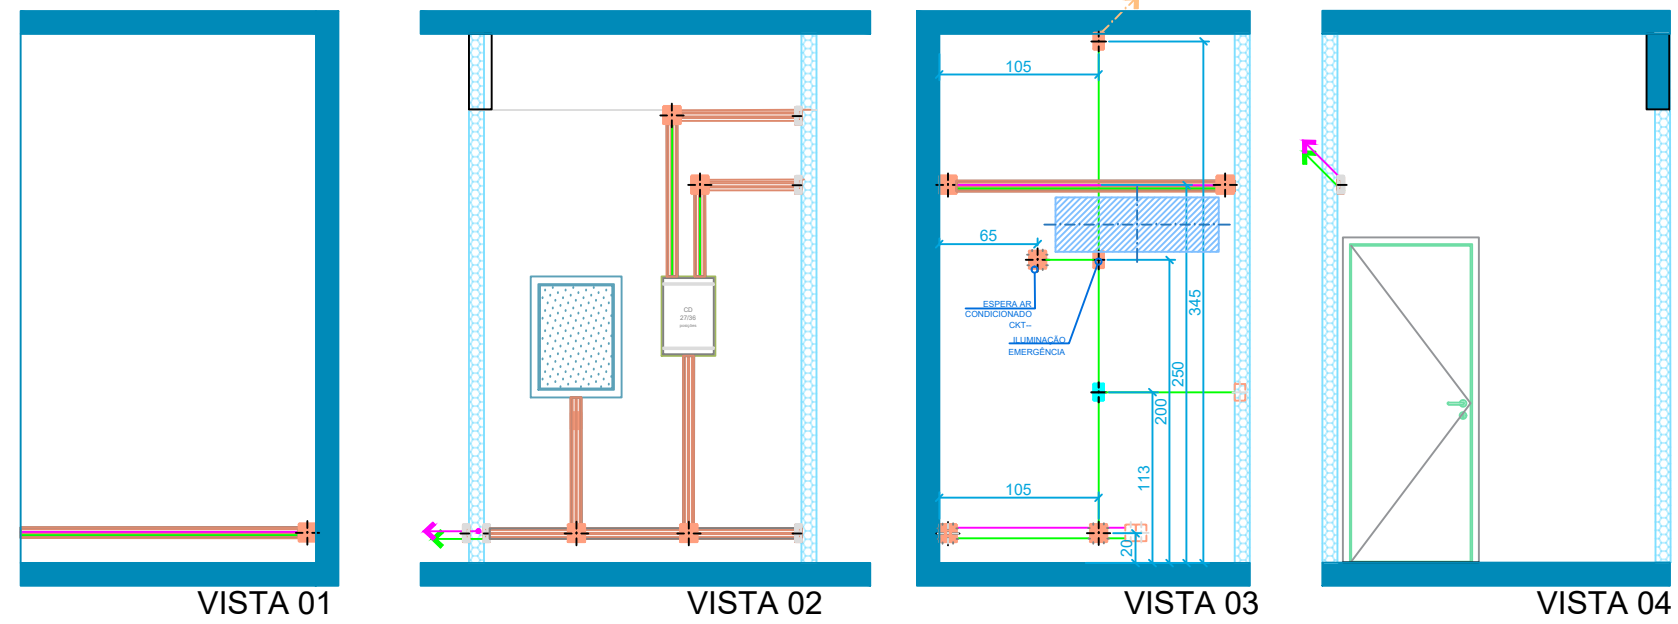 105
65
345
CD
27/36
posições
ESPERA AR
CONDICIONADO
CKT--
ILUMINAÇÃO
EMERGÊNCIA
250
200
113
105
20
VISTA 01
VISTA 02
VISTA 03
VISTA 04